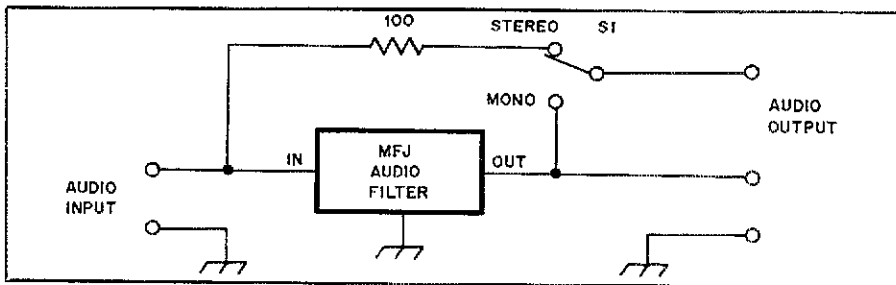 100
STEREO S1
MONO
AUDIO
OUTPUT
IN
MFJ
AUDIO
FILTER
OUT
AUDIO
INPUT